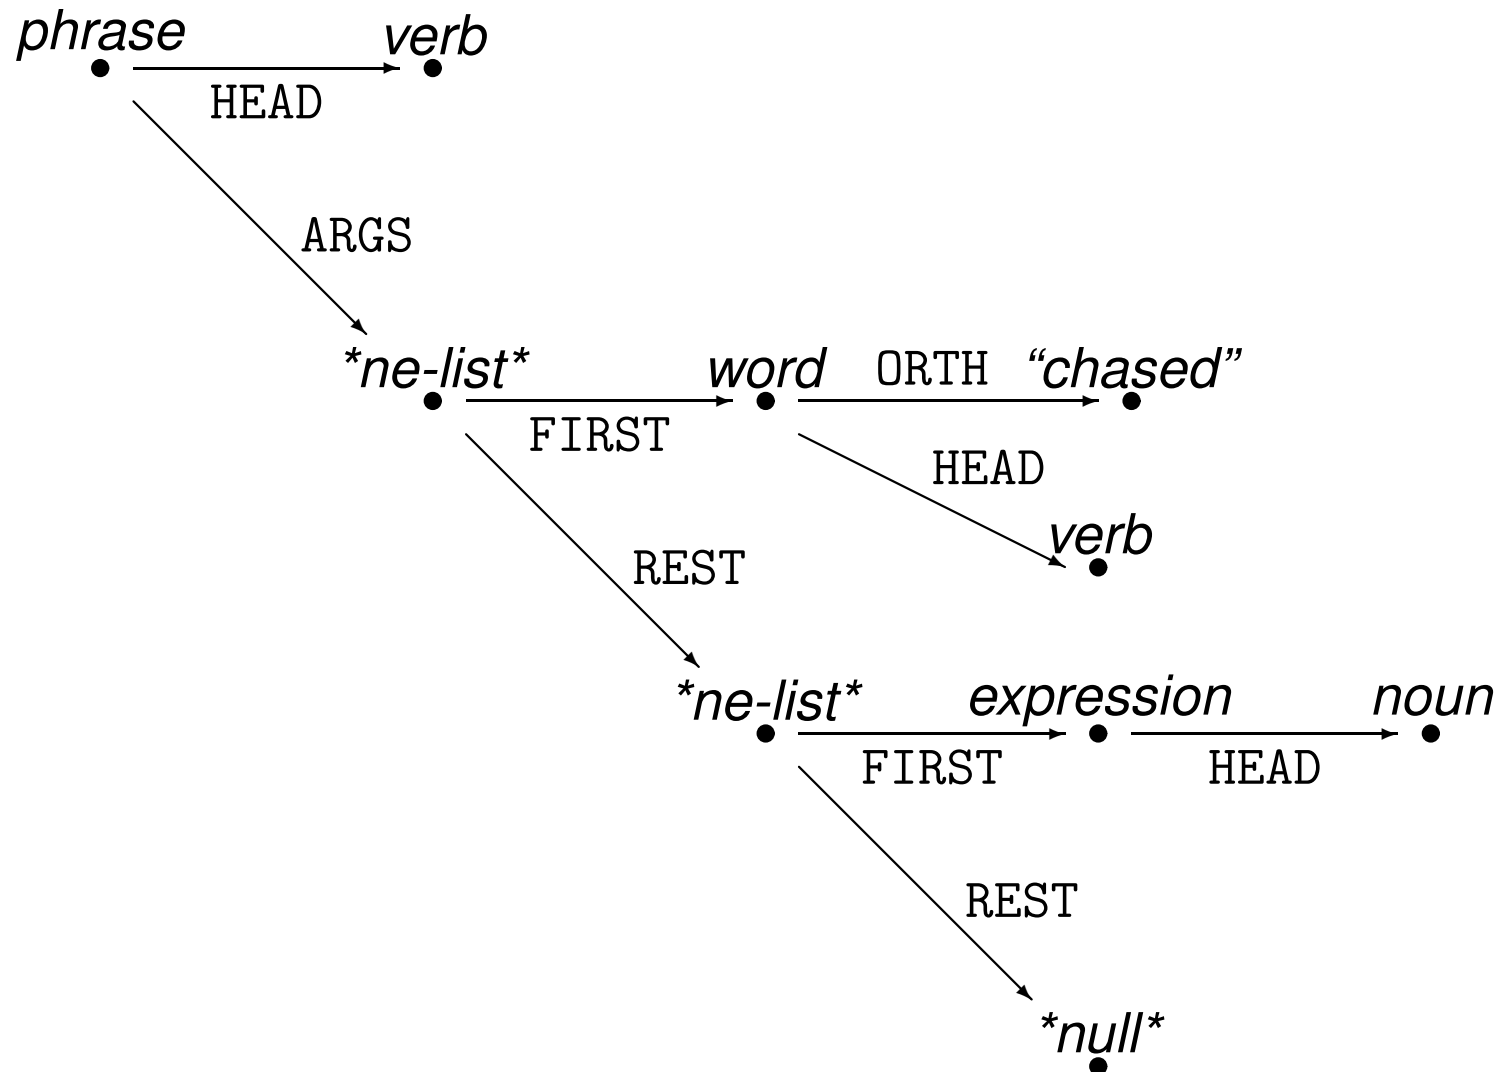 phrase verb
HEAD
ARGS
*ne-list* word ORTH “chased”
FIRST
HEAD
verb
REST
*ne-list* expression noun
FIRST HEAD
REST
*null*